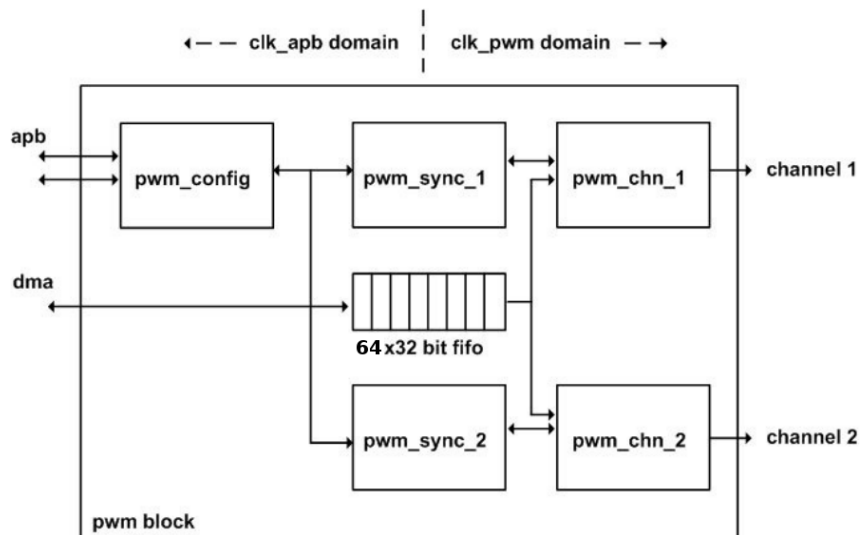 clk_apb domain
clk_pwm domain
apb
pwm_config
pwm_sync_1
pwm_chn_1
channel 1
dma
64x32 bit fifo
pwm_sync_2
pwm_chn_2
channel 2
pwm block